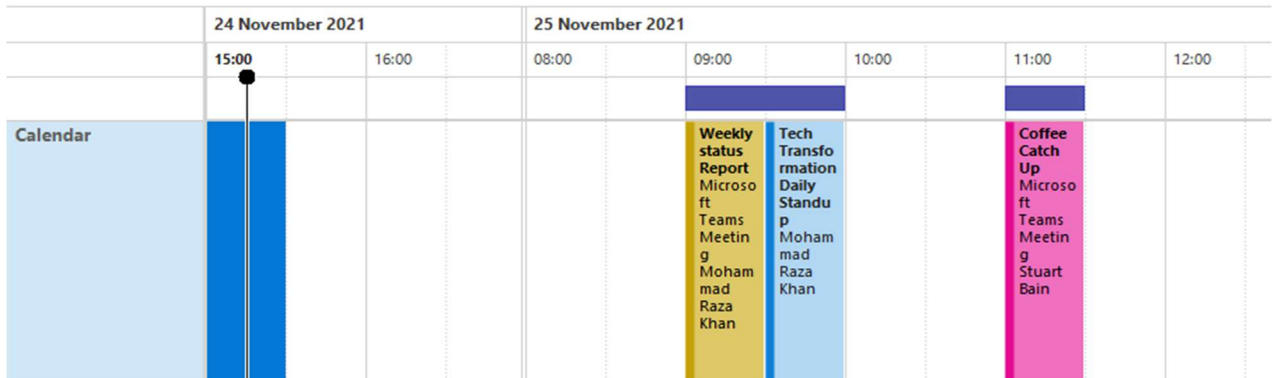 24 November 2021 25 November 2021
15:00 16:00 08:00 09:00 10:00 11:00 12:00
Calendar
Weekly
status
Report
Microso
ft
Teams
Meetin
g
Moham
mad
Raza
Khan
Tech
Transfo
rmation
Daily
Standu
p
Moham
mad
Raza
Khan
Coffee
Catch
Up
Microso
ft
Teams
Meetin
g
Stuart
Bain